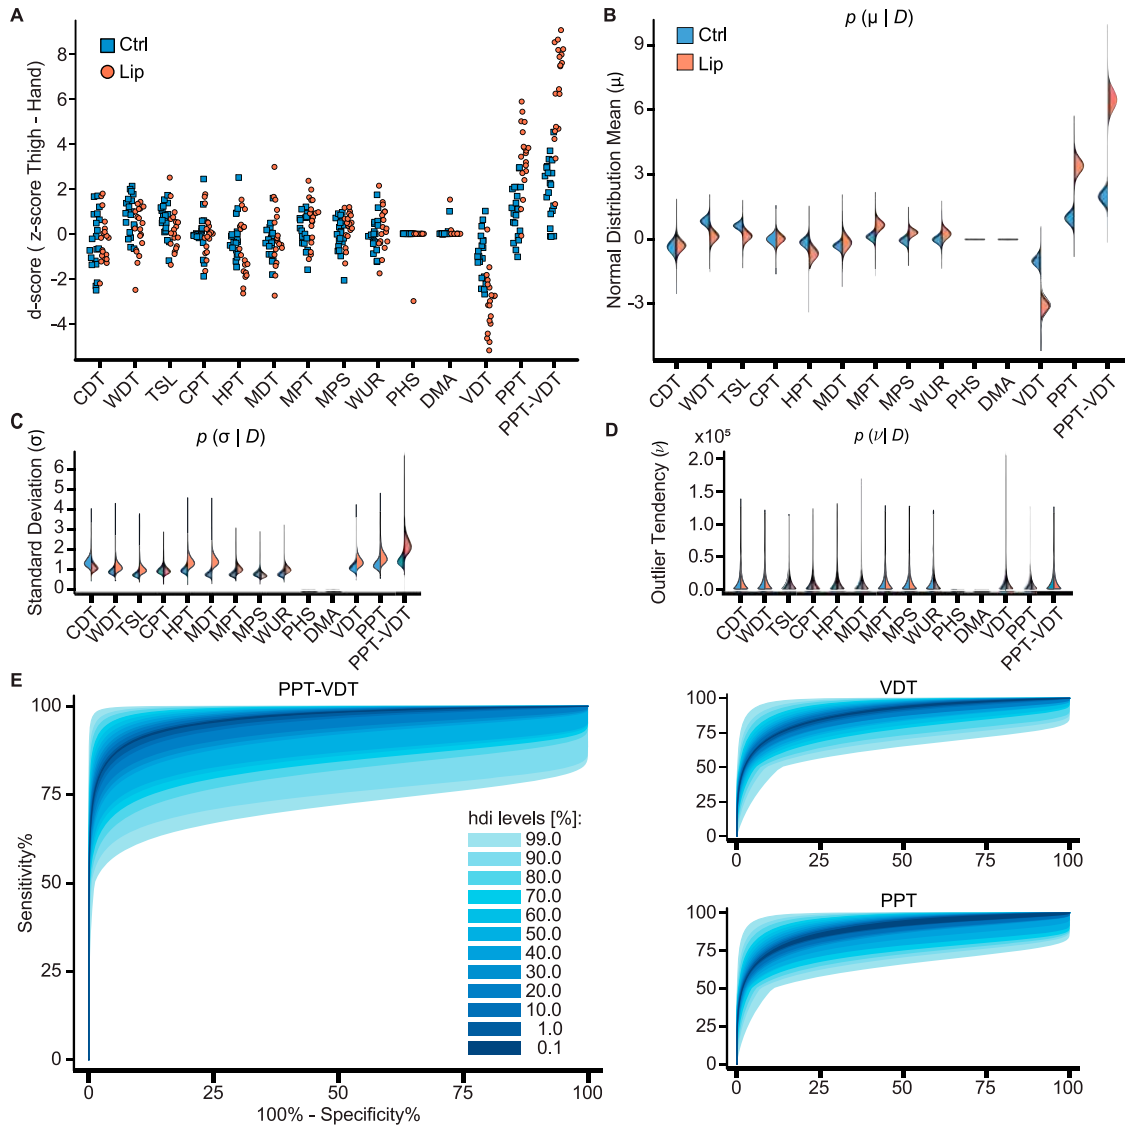 A
d-score ( z-score Thigh - Hand)
8
6
4
2
0
-2
-4
Ctrl
Lip
CDT
WDT
TSL
CPT
HPT
MDT
MPT
MPS
WUR
PHS
DMA
VDT
PPT
PPT-VDT
B
p (μ | D)
Normal Distribution Mean (μ)
9
6
3
0
-3
Ctrl
Lip
CDT
WDT
TSL
CPT
HPT
MDT
MPT
MPS
WUR
PHS
DMA
VDT
PPT
PPT-VDT
C
p (σ | D)
Standard Deviation (σ)
6
5
4
3
2
1
0
CDT
WDT
TSL
CPT
HPT
MDT
MPT
MPS
WUR
PHS
DMA
VDT
PPT
PPT-VDT
D
p (ν| D)
x10⁵
Outlier Tendency (ν)
2.0
1.5
1.0
0.5
0.0
CDT
WDT
TSL
CPT
HPT
MDT
MPT
MPS
WUR
PHS
DMA
VDT
PPT
PPT-VDT
E
PPT-VDT
Sensitivity%
100
75
50
25
0
hdi levels [%]:
99.0
90.0
80.0
70.0
60.0
50.0
40.0
30.0
20.0
10.0
1.0
0.1
0
25
50
75
100
100% - Specificity%
VDT
100
75
50
25
0
0
25
50
75
100
PPT
100
75
50
25
0
0
25
50
75
100